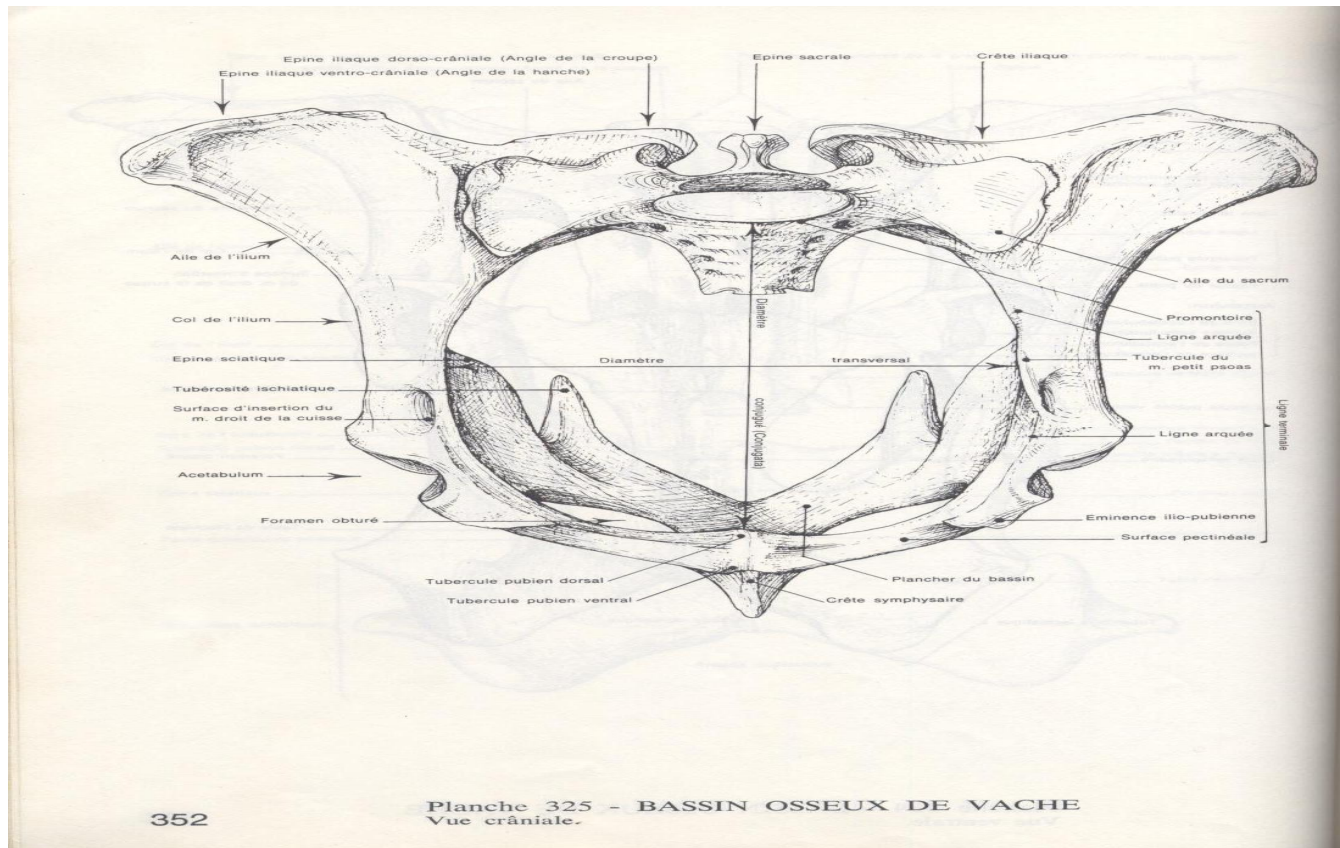 Epine iliaque dorso-crâniale (Angle de la croupe)
Epine iliaque ventro-crâniale (Angle de la hanche)
Epine sacrale
Crête iliaque
Aile de l'ilium
Col de l'ilium
Epine sciatique
Tubérosité ischiatique
Surface d'insertion du
m. droit de la cuisse
Acetabulum
Foramen obturé
Tubercule pubien dorsal
Tubercule pubien ventral
Diamètre
transversal
Diamètre
conjugué (Conjugata)
Aile du sacrum
Promontoire
Ligne arquée
Tubercule du
m. petit psoas
Ligne arquée
Eminence ilio-pubienne
Surface pectinéale
Ligne terminale
Plancher du bassin
Crête symphysaire
352
Planche 325 - BASSIN OSSEUX DE VACHE
Vue crâniale.